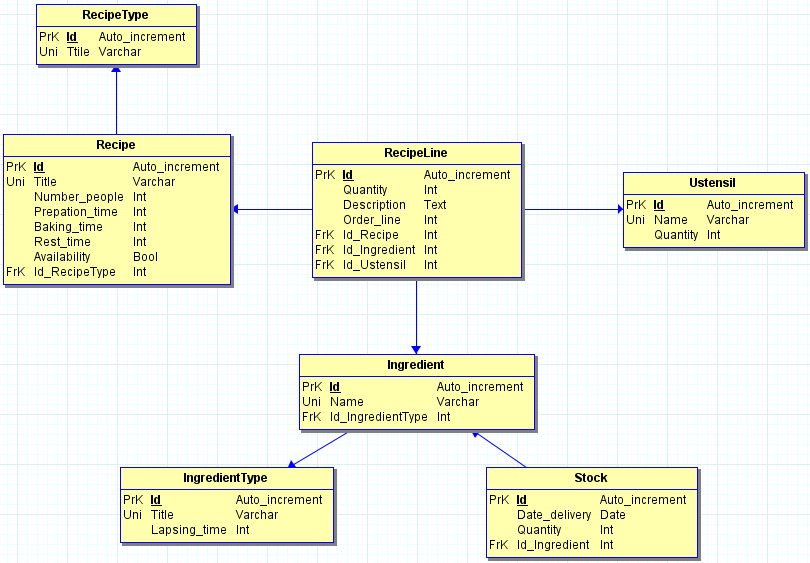 RecipeType
PrK Id Auto_increment
Uni Ttile Varchar
Recipe
PrK Id Auto_increment
Uni Title Varchar
Number_people Int
Prepation_time Int
Baking_time Int
Rest_time Int
Availability Bool
FrK Id_RecipeType Int
RecipeLine
PrK Id Auto_increment
Quantity Int
Description Text
Order_line Int
FrK Id_Recipe Int
FrK Id_Ingredient Int
FrK Id_Ustensil Int
Ustensil
PrK Id Auto_increment
Uni Name Varchar
Quantity Int
Ingredient
PrK Id Auto_increment
Uni Name Varchar
FrK Id_IngredientType Int
IngredientType
PrK Id Auto_increment
Uni Title Varchar
Lapsing_time Int
Stock
PrK Id Auto_increment
Date_delivery Date
Quantity Int
FrK Id_Ingredient Int